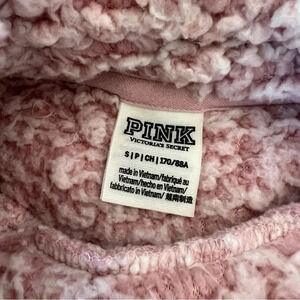 PINK
VICTORIA'S SECRET
S | P | CH | 170/88A
made in Vietnam/fabriqué au
Vietnam/hecho en Vietnam/
fabbricato in Vietnam/ 越南制造